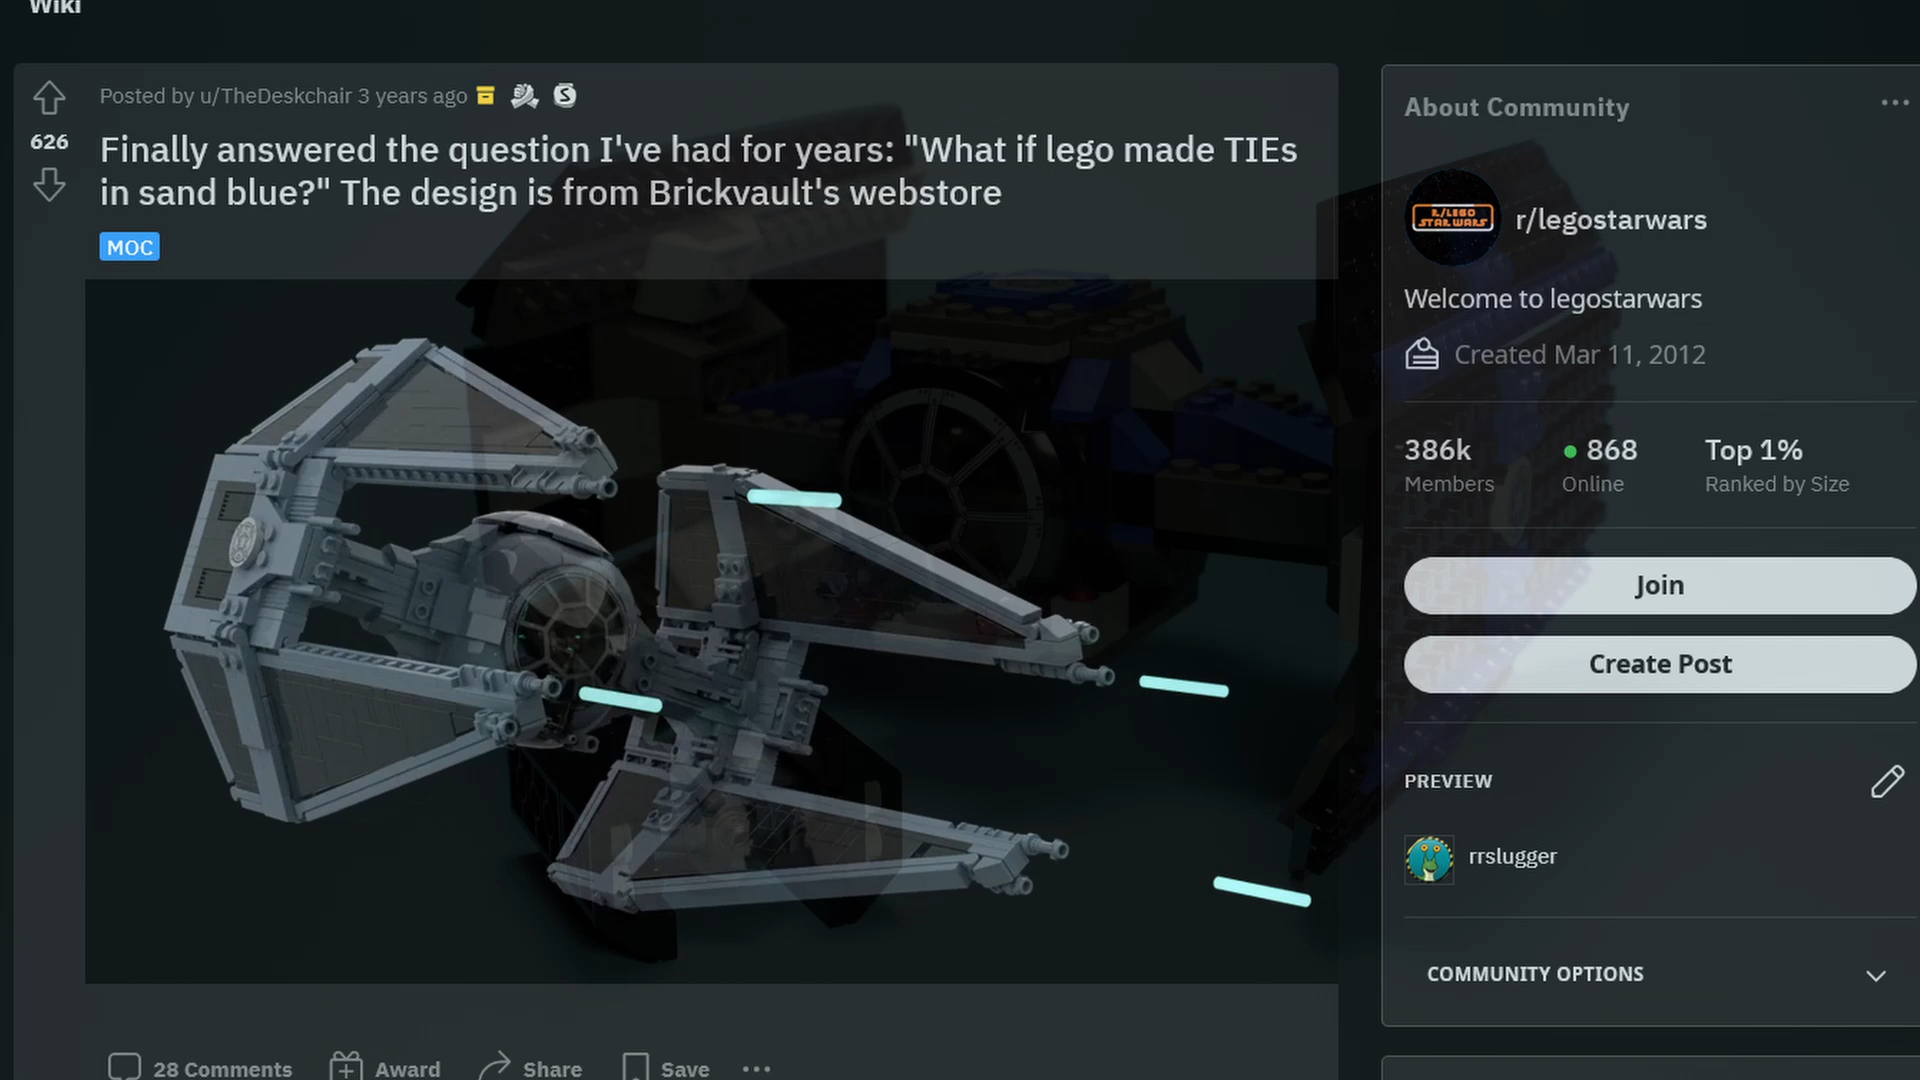 Wiki
Posted by u/TheDeskchair 3 years ago
626
Finally answered the question I've had for years: "What if lego made TIEs
in sand blue?" The design is from Brickvault's webstore
MOC
28 Comments
Award
Share
Save
About Community
R/LEGO
STAR WARS
r/legostarwars
Welcome to legostarwars
Created Mar 11, 2012
386k
Members
868
Online
Top 1%
Ranked by Size
Join
Create Post
PREVIEW
rrslugger
COMMUNITY OPTIONS